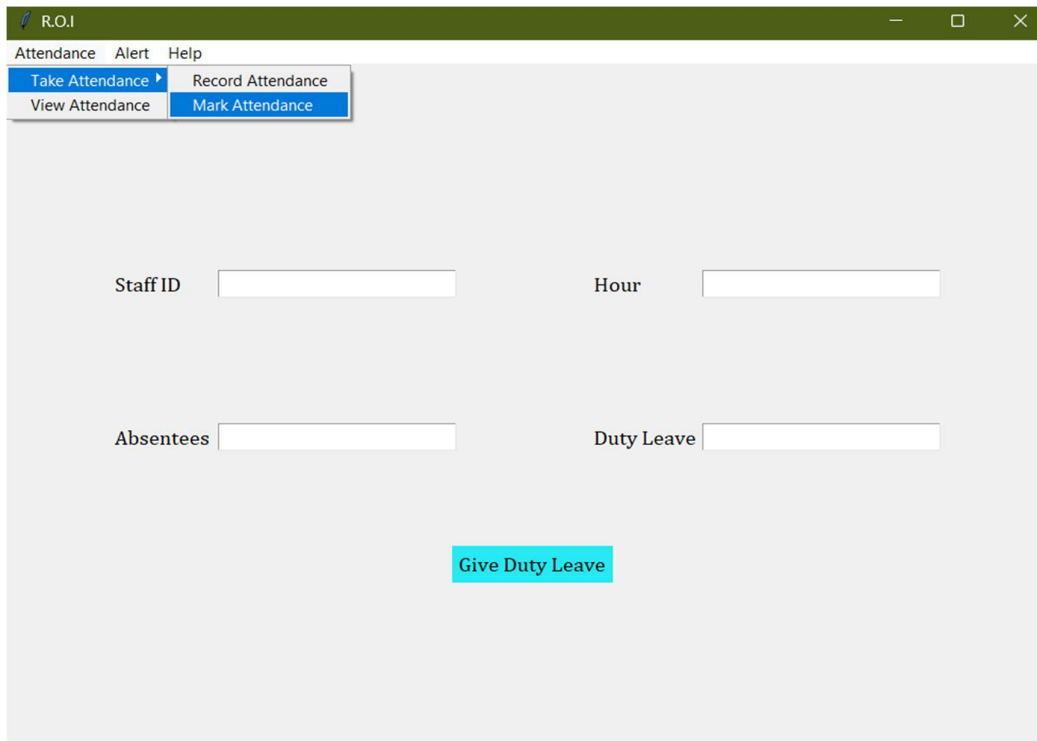 R.O.I
Attendance Alert Help
Take Attendance Record Attendance
View Attendance Mark Attendance
Staff ID Hour
Absentees Duty Leave
Give Duty Leave